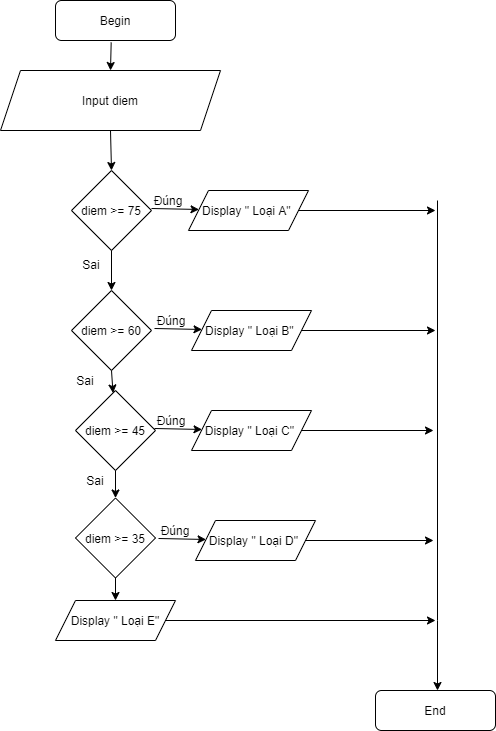 Begin
Input diem
diem >= 75
Đúng
Display " Loại A"
Sai
diem >= 60
Đúng
Display " Loại B"
Sai
diem >= 45
Đúng
Display " Loại C"
Sai
diem >= 35
Đúng
Display " Loại D"
Display " Loại E"
End